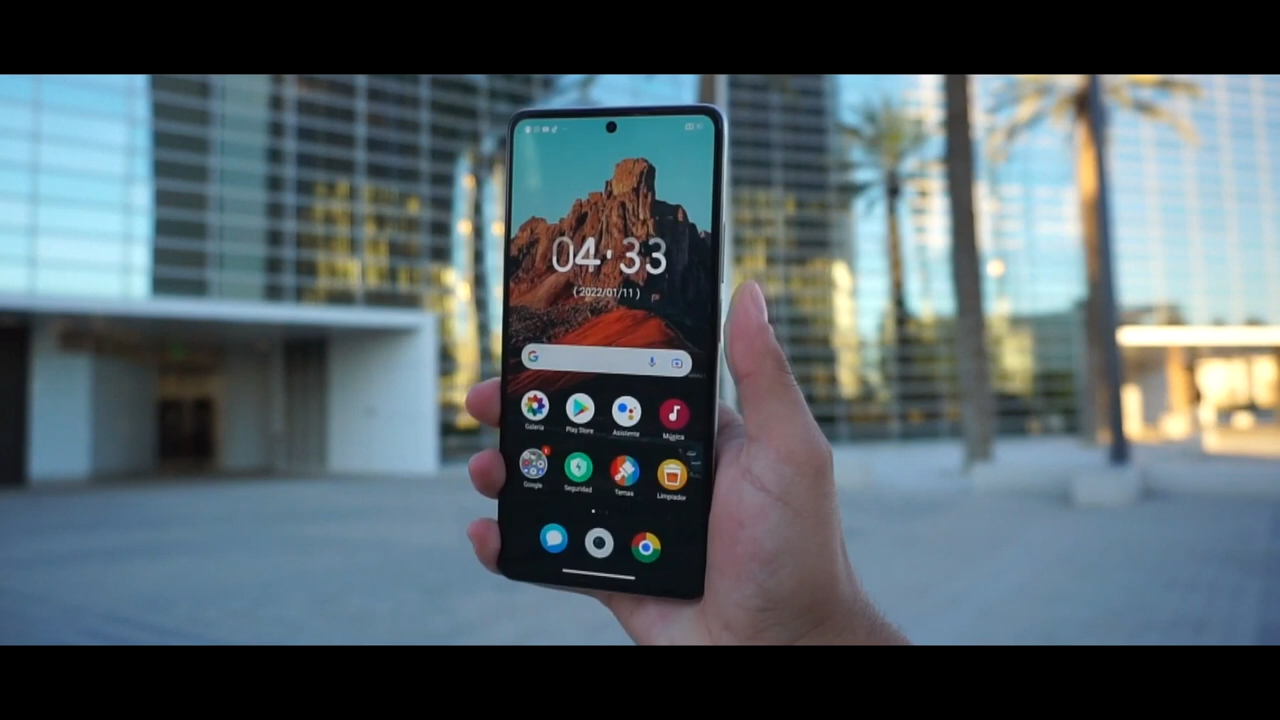 04:33
(2022/01/11)
Galería Play Store Asistente Música
Google Seguridad Temas Limpiador